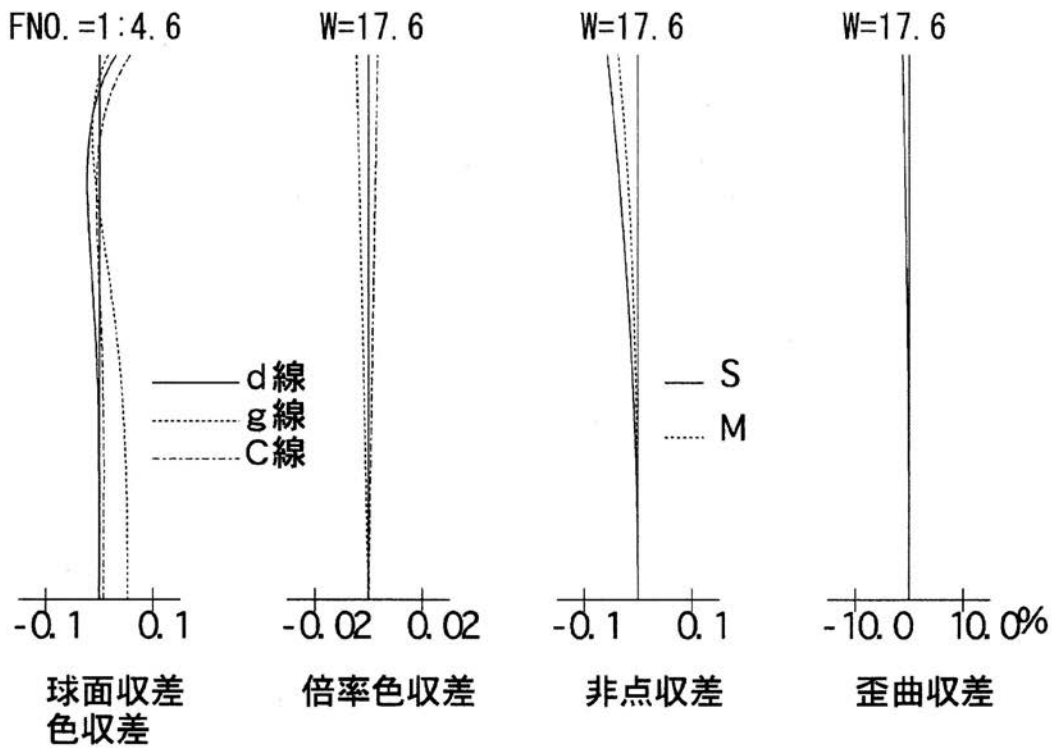 FNO.=1:4.6 W=17.6 W=17.6 W=17.6
d線
g線
C線
S
M
-0.1 0.1 -0.02 0.02 -0.1 0.1 -10.0 10.0%
球面収差 倍率色収差 非点収差 歪曲収差
色収差